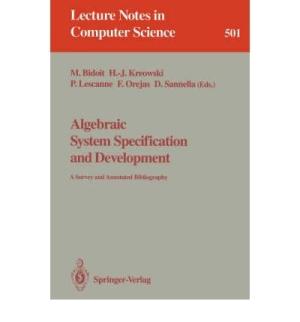 Lecture Notes in
Computer Science 501
M. Bidoit H.-J. Kreowski
P. Lescanne F. Orejas D. Sannella (Eds.)
Algebraic
System Specification
and Development
A Survey and Annotated Bibliography
Springer-Verlag